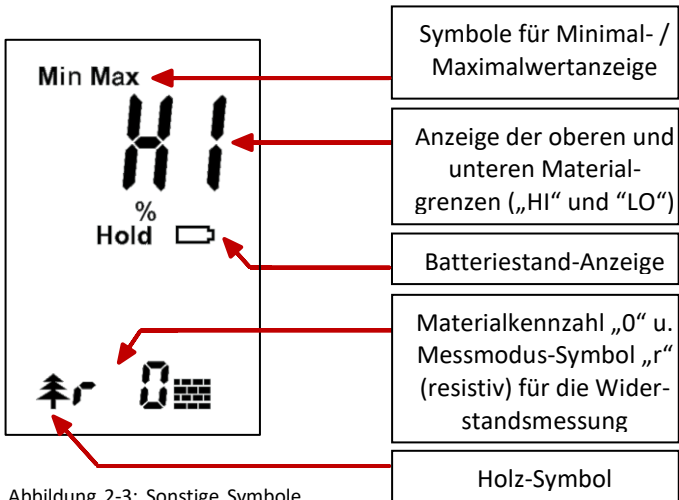 Min Max
HI
%
Hold
r 0
Symbole für Minimal- /
Maximalwertanzeige
Anzeige der oberen und
unteren Material-
grenzen („HI“ und “LO“)
Batteriestand-Anzeige
Materialkennzahl „0“ u.
Messmodus-Symbol „r“
(resistiv) für die Wider-
standsmessung
Holz-Symbol
Abbildung 2-3: Sonstige Symbole